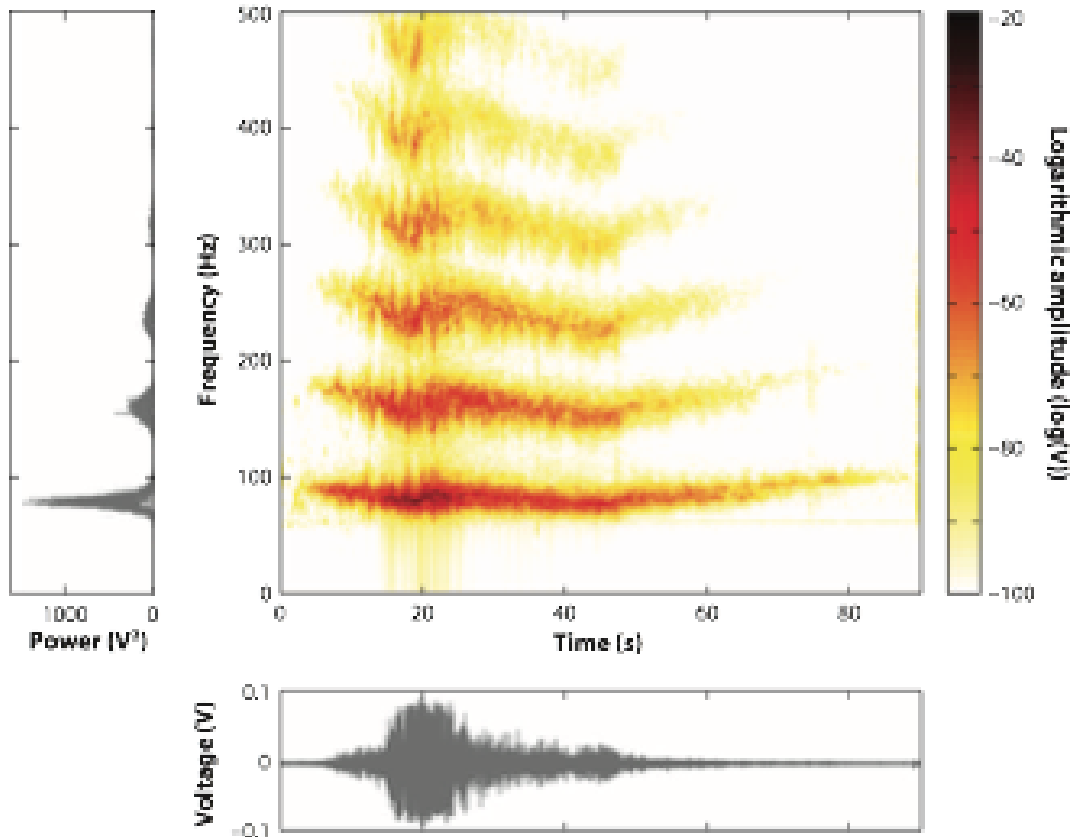 500
400
300
200
100
0
Frequency (Hz)
0 20 40 60 80
Time (s)
1000 0
Power (V²)
−20
−40
−60
−80
−100
Logarithmic amplitude (log(V))
0.1
0
−0.1
Voltage (V)